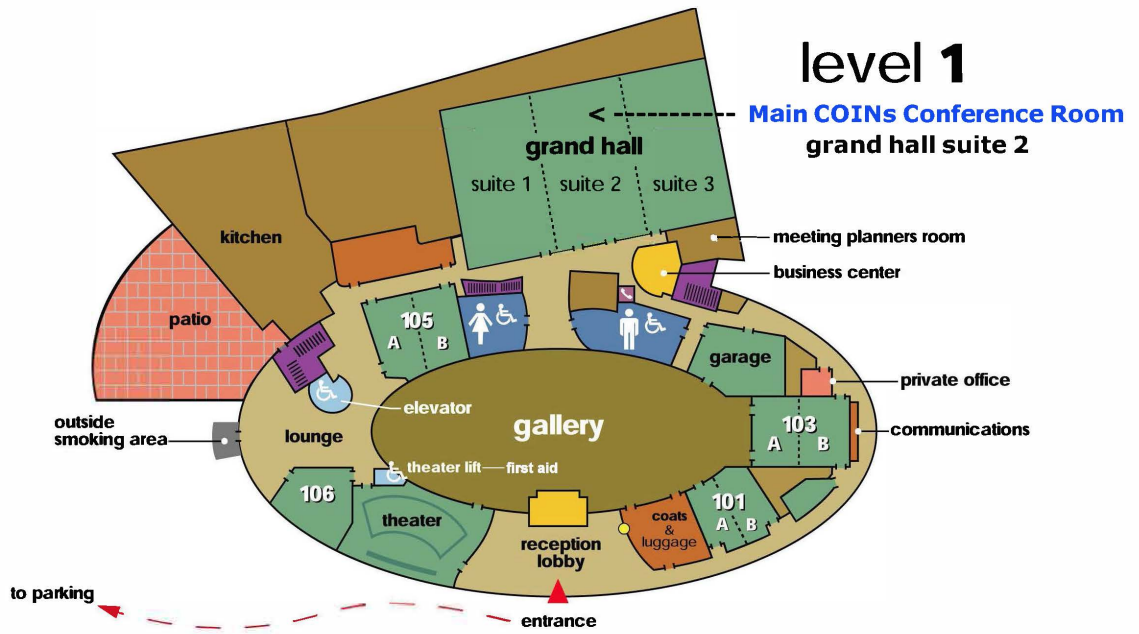 level 1
Main COINs Conference Room
grand hall suite 2
<
grand hall
suite 1
suite 2
suite 3
kitchen
meeting planners room
business center
patio
105
A
B
garage
private office
elevator
outside
smoking area
lounge
gallery
103
A
B
communications
theater lift
first aid
106
theater
101
A
B
coats
&
luggage
reception
lobby
to parking
entrance